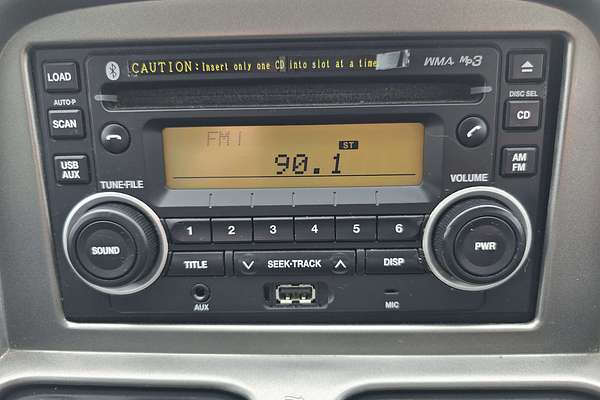 CAUTION: Insert only one CD into slot at a time
WMA MP3
LOAD
AUTO-P
SCAN
USB
AUX
TUNE•FILE
SOUND
FM1
ST
90.1
DISC SEL
CD
AM
FM
VOLUME
PWR
1 2 3 4 5 6
TITLE
SEEK•TRACK
DISP
AUX
MIC